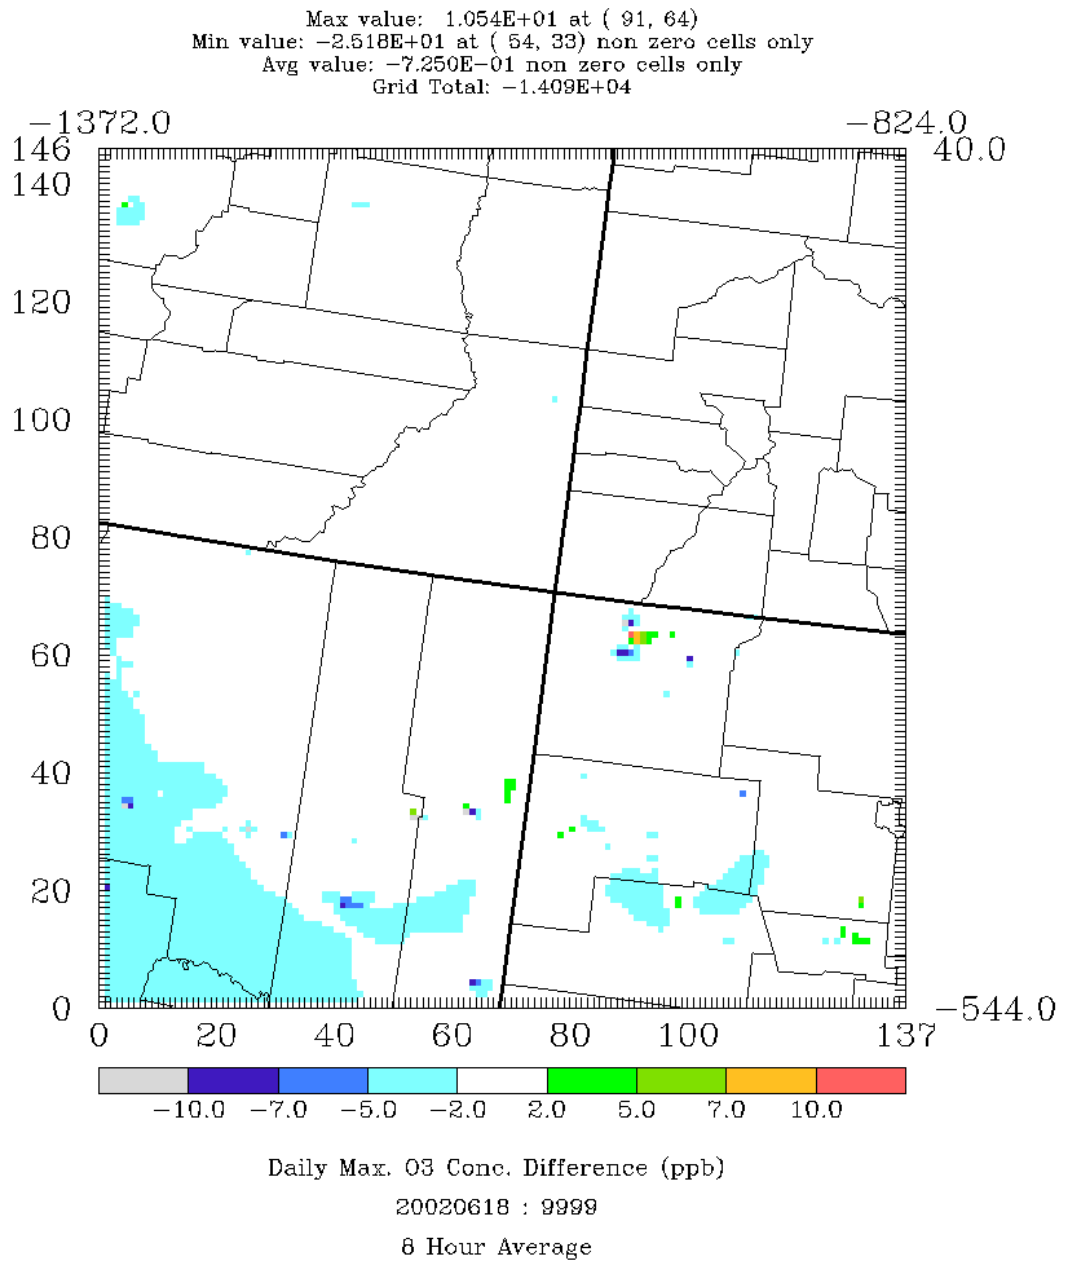 Max value: 1.054E+01 at ( 91, 64)
Min value: −2.518E+01 at ( 54, 33) non zero cells only
Avg value: −7.250E−01 non zero cells only
Grid Total: −1.409E+04
−1372.0 −824.0
146 40.0
140
120
100
80
60
40
20
0 −544.0
0 20 40 60 80 100 137
−10.0 −7.0 −5.0 −2.0 2.0 5.0 7.0 10.0
Daily Max. O3 Conc. Difference (ppb)
20020618 : 9999
8 Hour Average